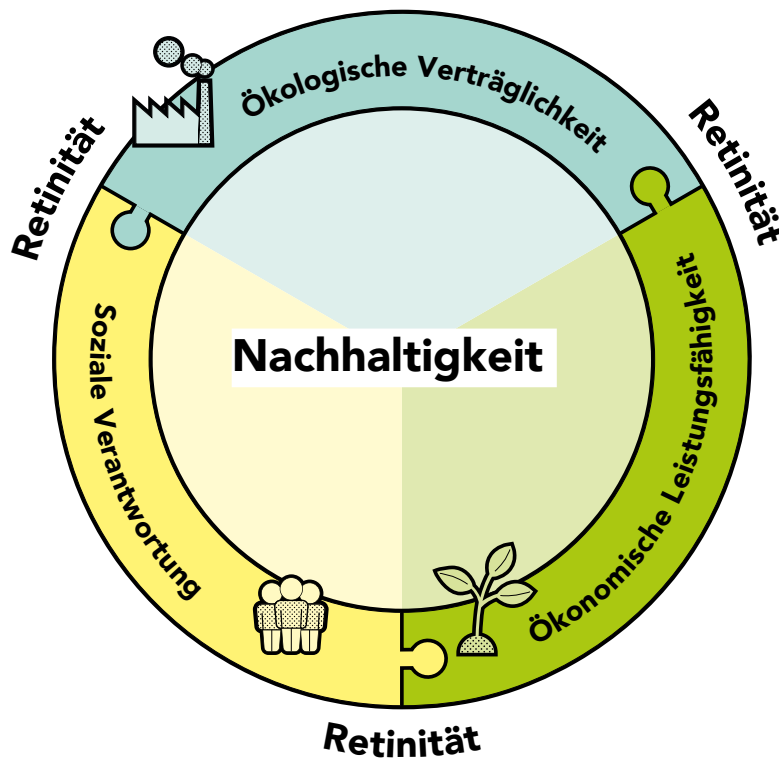 Ökologische Verträglichkeit
Retinität
Retinität
Soziale Verantwortung
Nachhaltigkeit
Ökonomische Leistungsfähigkeit
Retinität